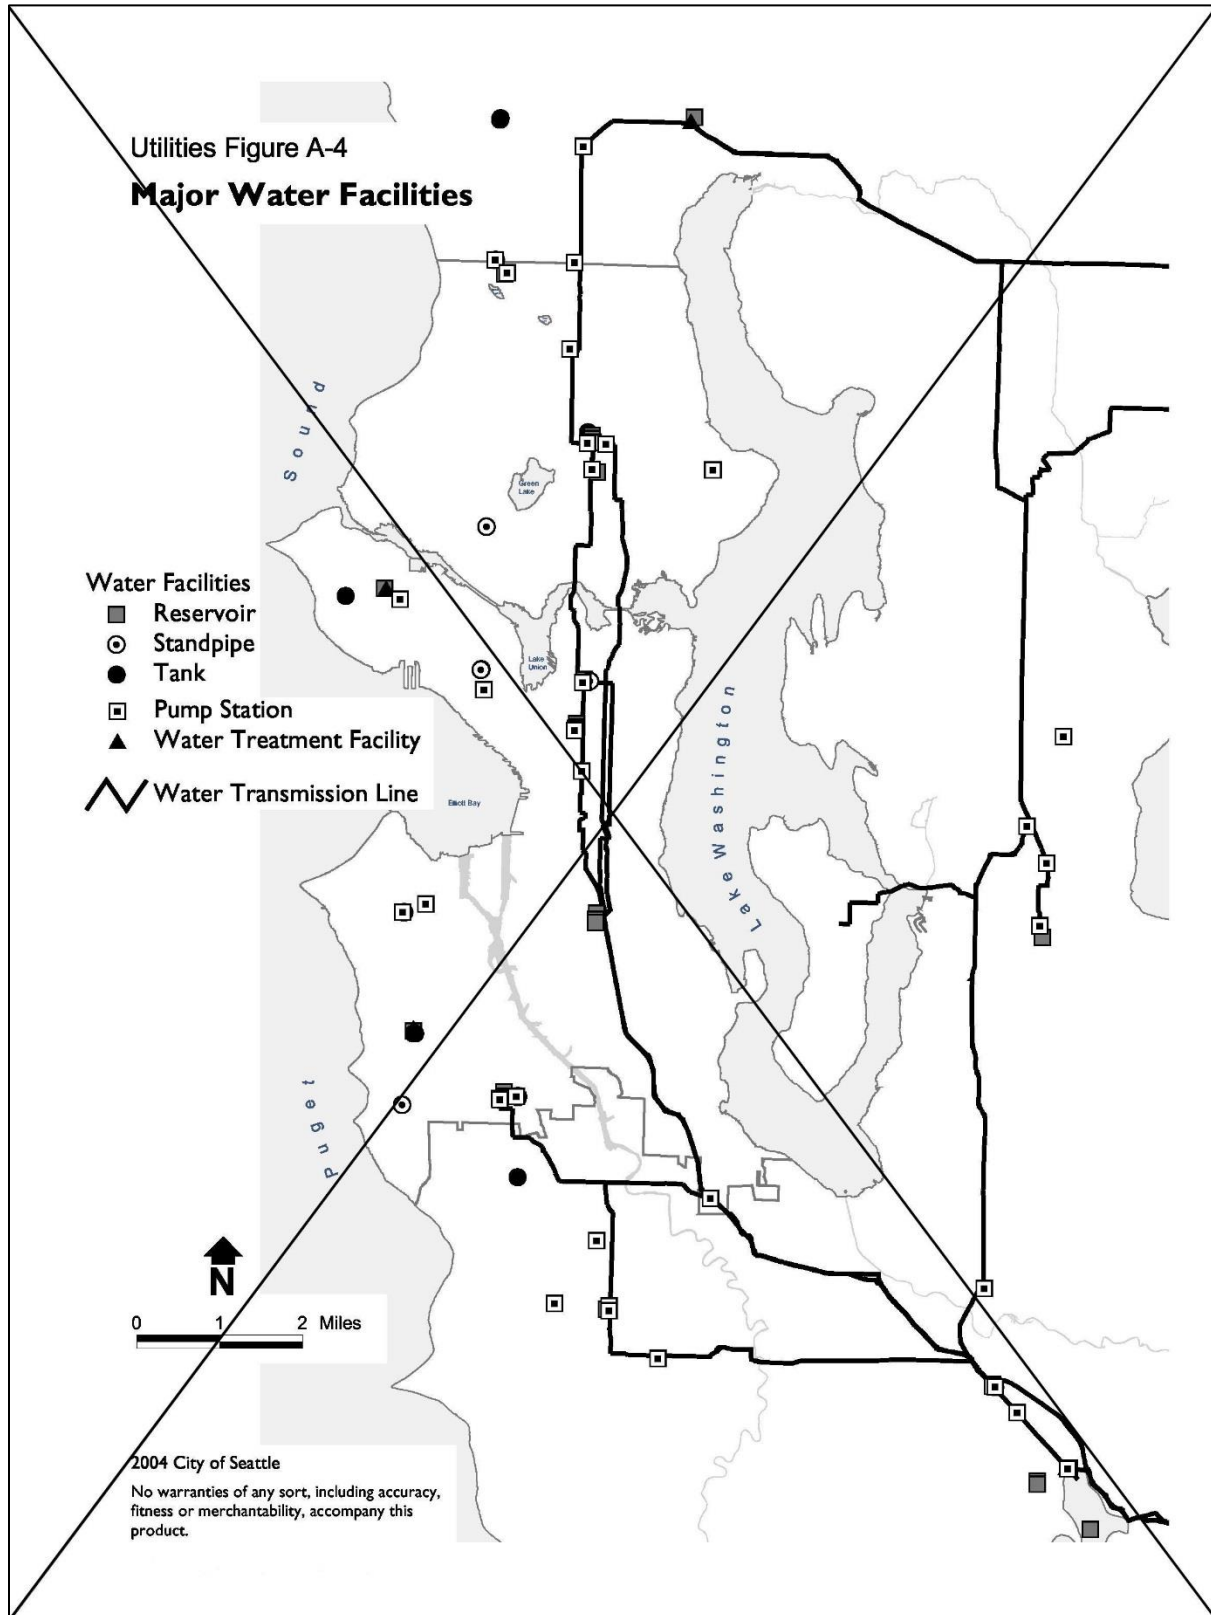 Utilities Figure A-4
Major Water Facilities
Sound
Green
Lake
Water Facilities
Reservoir
Standpipe
Tank
Pump Station
Water Treatment Facility
Water Transmission Line
Lake
Union
Lake Washington
Elliott Bay
Puget
N
0 1 2 Miles
2004 City of Seattle
No warranties of any sort, including accuracy,
fitness or merchantability, accompany this
product.